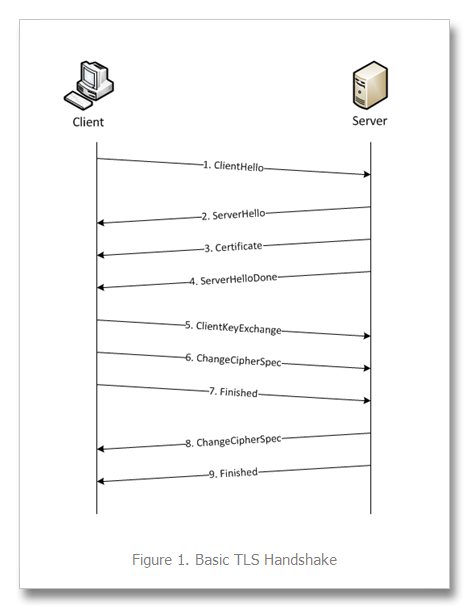 Client
Server
1. ClientHello
2. ServerHello
3. Certificate
4. ServerHelloDone
5. ClientKeyExchange
6. ChangeCipherSpec
7. Finished
8. ChangeCipherSpec
9. Finished
Figure 1. Basic TLS Handshake